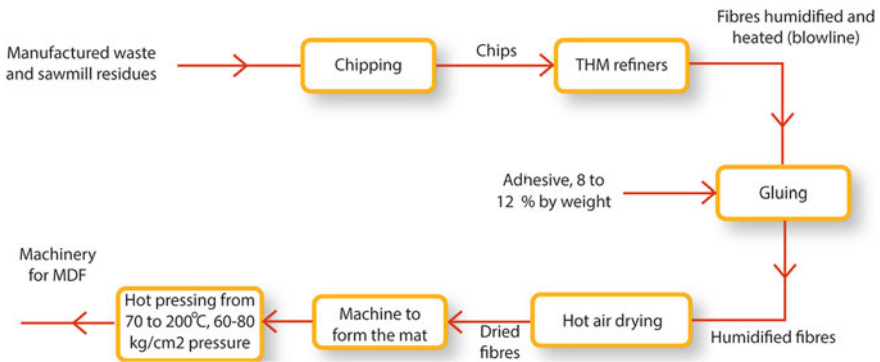 Manufactured waste
and sawmill residues
Chipping
Chips
THM refiners
Fibres humidified and
heated (blowline)
Adhesive, 8 to
12 % by weight
Gluing
Humidified fibres
Hot air drying
Dried
fibres
Machine to
form the mat
Hot pressing from
70 to 200°C, 60-80
kg/cm2 pressure
Machinery
for MDF